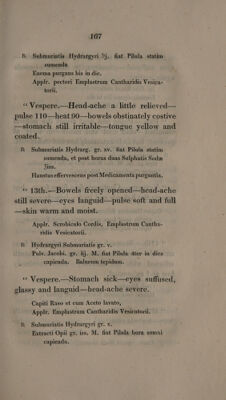 107
℞ Submuriatis Hydrargyri ℈j. fiat Pilula statim
sumenda
Enema purgans bis in die.
Applr. pectori Emplastrum Cantharidis Vesica-
torii.
“Vespere.—Head-ache a little relieved—
pulse 110—heat 90—bowels obstinately costive
—stomach still irritable—tongue yellow and
coated.
℞ Submuriatis Hydrarg. gr. xv. fiat Pilula statim
sumenda, et post horas duas Sulphatis Sodæ
℥iss.
Haustus effervescens post Medicamenta purgantia.
“13th.—Bowels freely opened—head-ache
still severe—eyes languid—pulse soft and full
—skin warm and moist.
Applr. Scrobiculo Cordis, Emplastrum Cantha-
ridis Vesicatorii.
℞ Hydrargyri Submuriatis gr. v.
Pulv. Jacobi. gr. iij. M. fiat Pilula 4ter in dies
capienda. Balneum tepidum.
“Vespere.—Stomach sick—eyes suffused,
glassy and languid—head-ache severe.
Capiti Raso et cum Aceto lavato,
Applr. Emplastrum Cantharidis Vesicatorii.
℞ Submuriatis Hydrargyri gr. v.
Extracti Opii gr. iss. M. fiat Pilula hora somni
capienda.